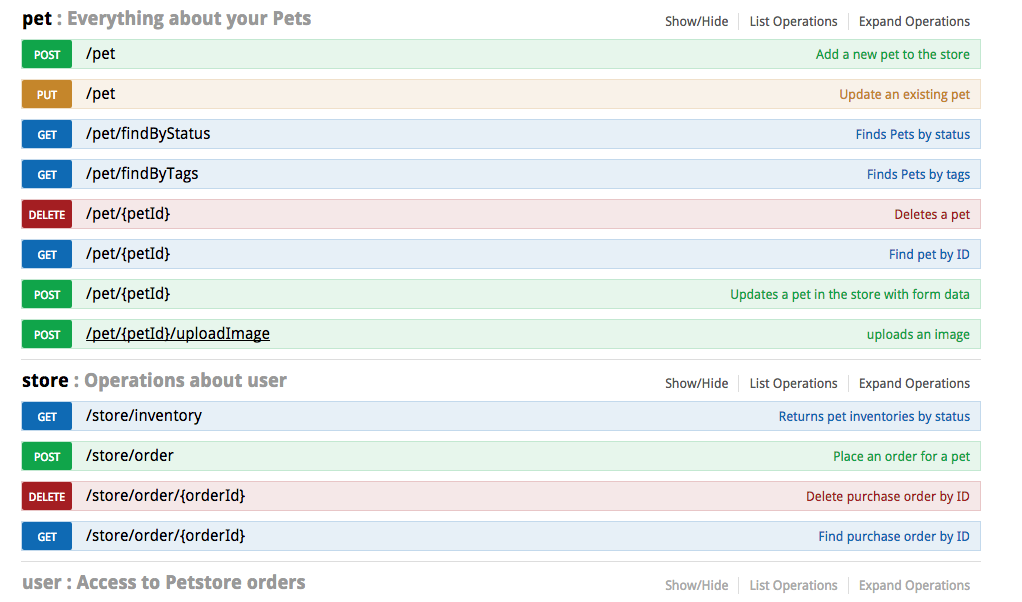 pet : Everything about your Pets Show/Hide List Operations Expand Operations
POST /pet Add a new pet to the store
PUT /pet Update an existing pet
GET /pet/findByStatus Finds Pets by status
GET /pet/findByTags Finds Pets by tags
DELETE /pet/{petId} Deletes a pet
GET /pet/{petId} Find pet by ID
POST /pet/{petId} Updates a pet in the store with form data
POST /pet/{petId}/uploadImage uploads an image
store : Operations about user Show/Hide List Operations Expand Operations
GET /store/inventory Returns pet inventories by status
POST /store/order Place an order for a pet
DELETE /store/order/{orderId} Delete purchase order by ID
GET /store/order/{orderId} Find purchase order by ID
user : Access to Petstore orders Show/Hide List Operations Expand Operations